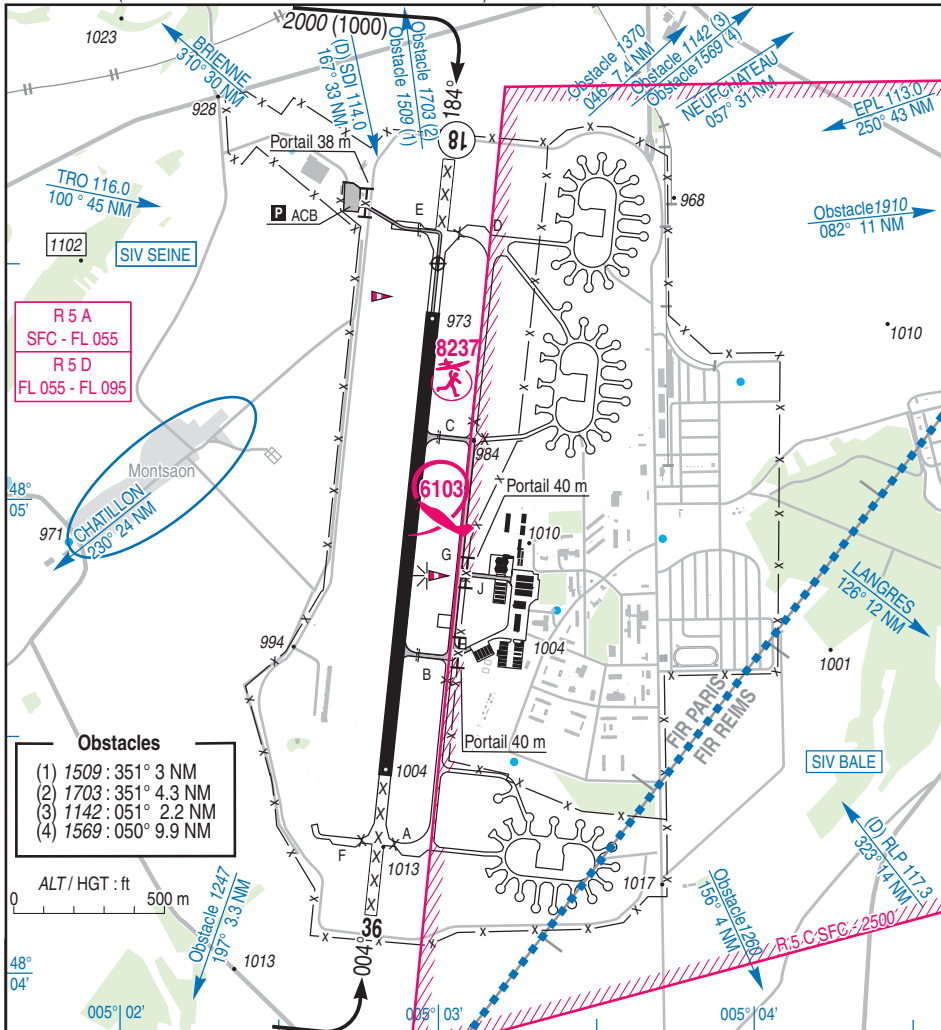 1023
2000 (1000)
184°
18
BRIENNE
310° 30 NM
928
(D) SDI 114.0
167° 33 NM
Obstacle 1703 (2)
Obstacle 1509 (1)
Obstacle 1370
046° 7.4 NM
Obstacle 1142 (3)
Obstacle1569 (4)
NEUFCHATEAU
057° 31 NM
EPL 113.0
250° 43 NM
Portail 38 m
TRO 116.0
100 ° 45 NM
P ACB
E
D
968
Obstacle1910
082° 11 NM
1102
SIV SEINE
R 5 A
SFC - FL 055
R 5 D
FL 055 - FL 095
973
8237
1010
C
984
Montsaon
6103
Portail 40 m
48°
05'
971
CHATILLON
230° 24 NM
1010
G
J
LANGRES
126° 12 NM
994
1004
1001
B
FIR PARIS
FIR REIMS
Portail 40 m
SIV BALE
Obstacles
(1) 1509 : 351° 3 NM
(2) 1703 : 351° 4.3 NM
(3) 1142 : 051° 2.2 NM
(4) 1569 : 050° 9.9 NM
1004
(D) RLP 117.3
323° 14 NM
F
A
1013
1017
ALT / HGT : ft
0 500 m
Obstacle 1247
197° 3.3 NM
Obstacle1260
156° 4 NM
36
004°
R 5 C SFC - 2500'
1013
48°
04'
005° 02'
005° 03'
005° 04'